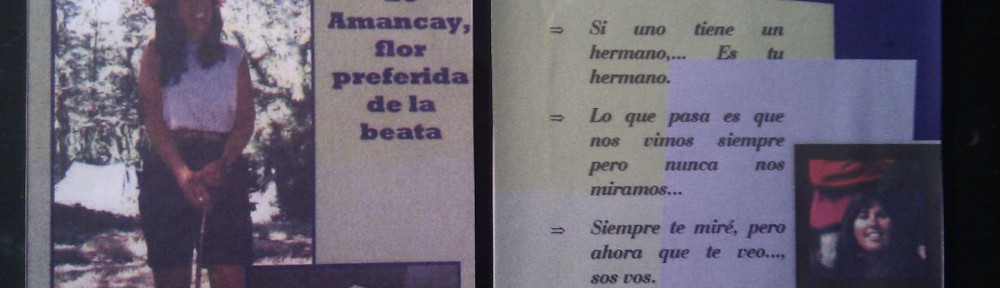 Amancay,
flor
preferida
de la
beata
⇒ Si uno tiene un
hermano,... Es tu
hermano.
⇒ Lo que pasa es que
nos vimos siempre
pero nunca nos
miramos...
⇒ Siempre te miré, pero
ahora que te veo...,
sos vos.